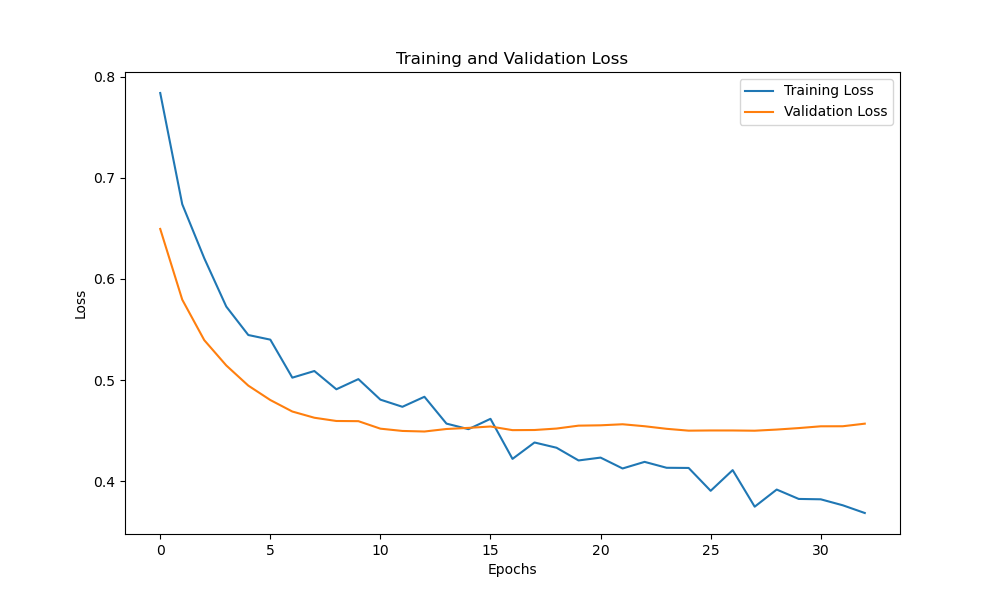 Training and Validation Loss
Training Loss
Validation Loss
0.8
0.7
0.6
0.5
0.4
Loss
0 5 10 15 20 25 30
Epochs